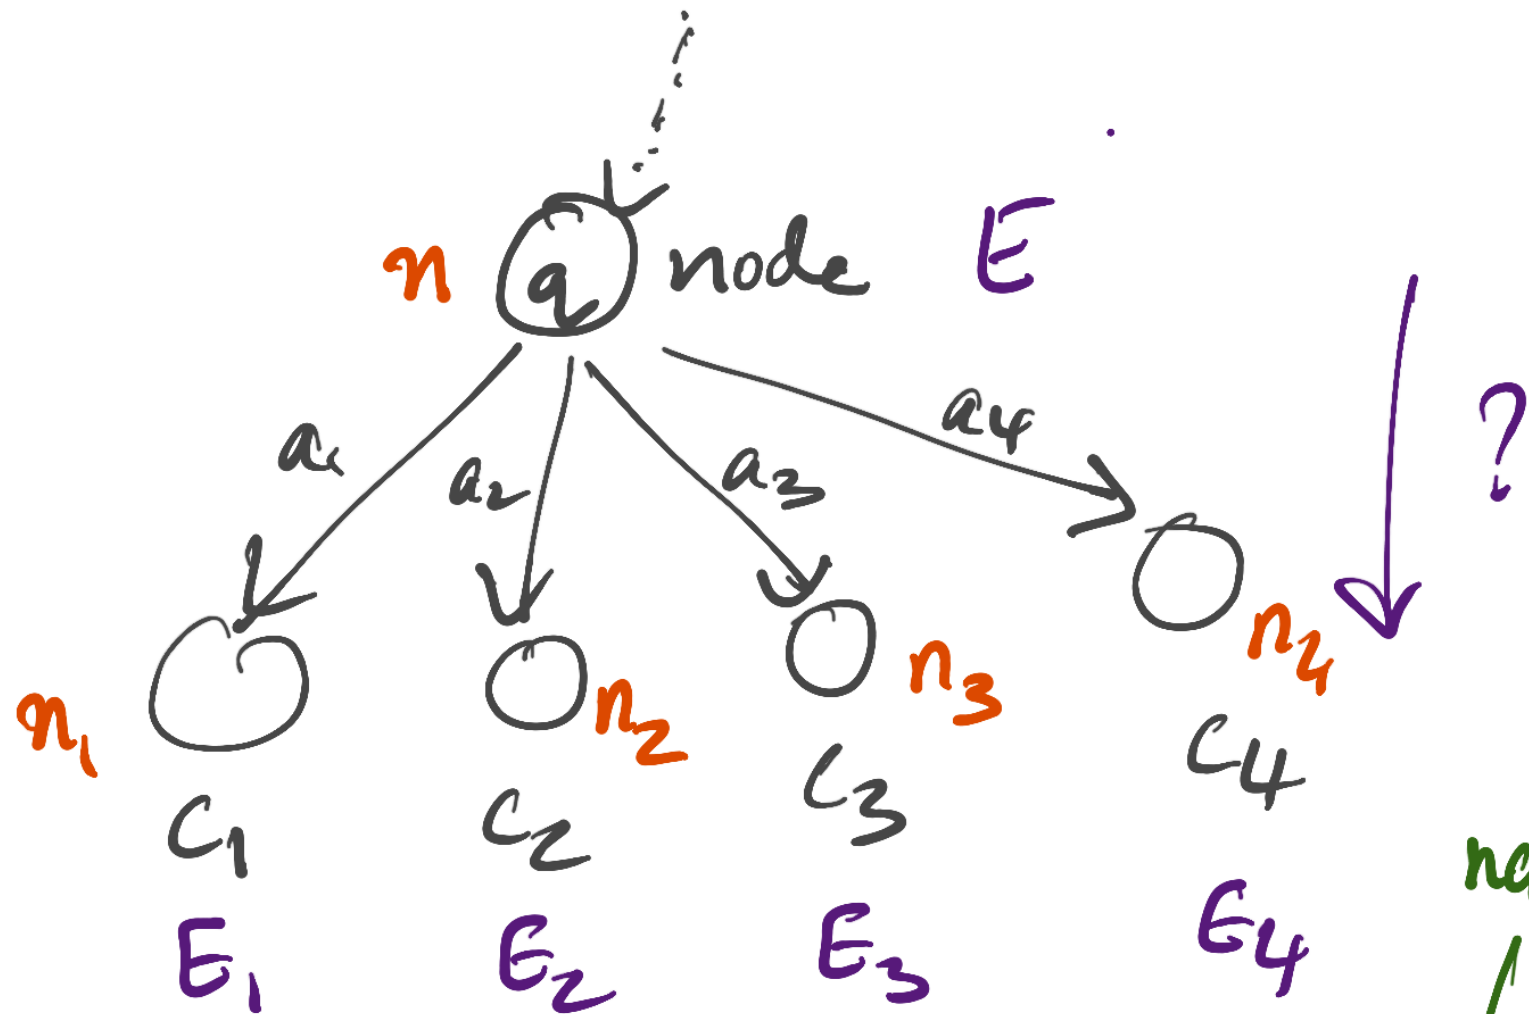 n q node E
a₁ a₂ a₃ a₄ ?
n₁ n₂ n₃ n₄
C₁ C₂ C₃ C₄
E₁ E₂ E₃ E₄